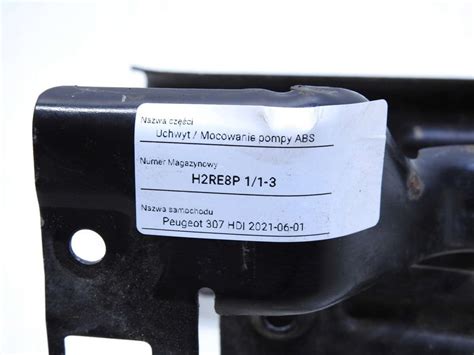 Nazwa części
Uchwyt / Mocowanie pompy ABS
Numer Magazynowy
H2RE8P 1/1-3
Nazwa samochodu
Peugeot 307 HDI 2021-06-01